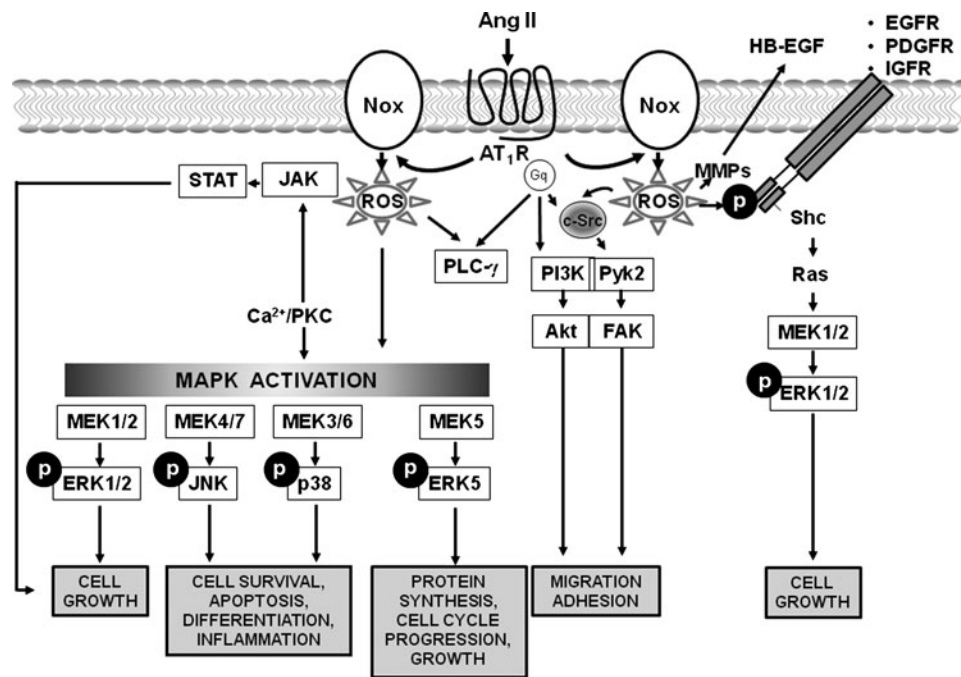 Ang II
• EGFR
• PDGFR
• IGFR
HB-EGF
Nox
Nox
AT₁R
MMPs
STAT
JAK
ROS
Gq
c-Src
ROS
p
Shc
PLC-γ
PI3K
Pyk2
Ras
Ca²⁺/PKC
Akt
FAK
MEK1/2
MAPK ACTIVATION
p
ERK1/2
MEK1/2
MEK4/7
MEK3/6
MEK5
p
ERK1/2
p
JNK
p
p38
p
ERK5
CELL
GROWTH
CELL SURVIVAL,
APOPTOSIS,
DIFFERENTIATION,
INFLAMMATION
PROTEIN
SYNTHESIS,
CELL CYCLE
PROGRESSION,
GROWTH
MIGRATION
ADHESION
CELL
GROWTH